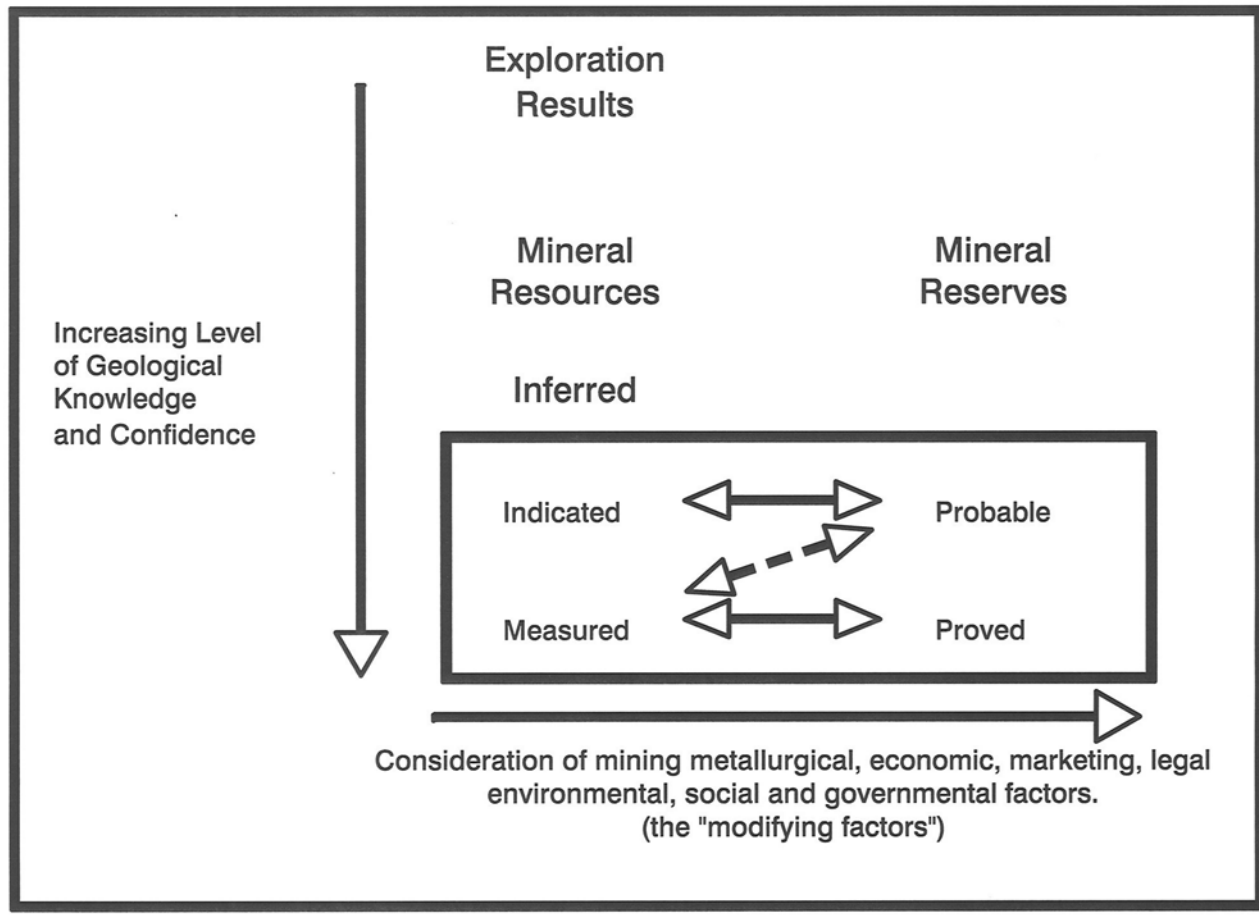 Exploration
Results
Mineral
Resources
Mineral
Reserves
Increasing Level
of Geological
Knowledge
and Confidence
Inferred
Indicated
Probable
Measured
Proved
Consideration of mining metallurgical, economic, marketing, legal
environmental, social and governmental factors.
(the "modifying factors")